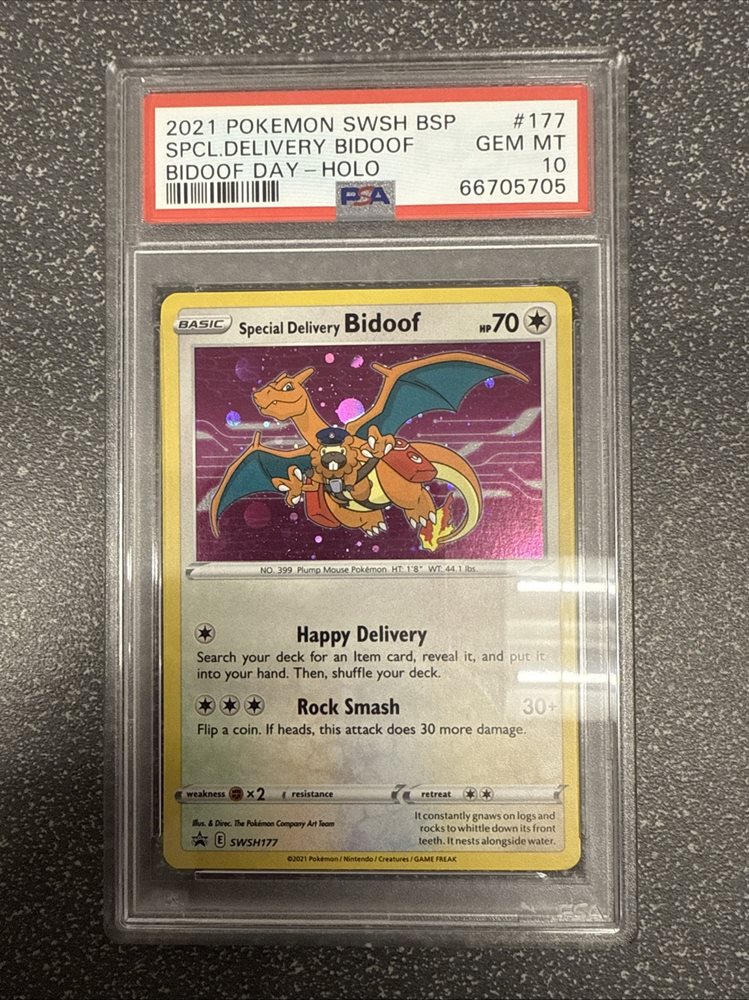 2021 POKEMON SWSH BSP #177
SPCL.DELIVERY BIDOOF GEM MT
BIDOOF DAY-HOLO 10
PSA 66705705
BASIC Special Delivery Bidoof HP 70
NO. 399 Plump Mouse Pokémon HT: 1'8" WT: 44.1 lbs.
Happy Delivery
Search your deck for an Item card, reveal it, and put it
into your hand. Then, shuffle your deck.
Rock Smash 30+
Flip a coin. If heads, this attack does 30 more damage.
weakness ×2 resistance retreat
Illus. & Direc. The Pokémon Company Art Team
It constantly gnaws on logs and
rocks to whittle down its front
teeth. It nests alongside water.
E SWSH177
©2021 Pokémon / Nintendo / Creatures / GAME FREAK
PSA